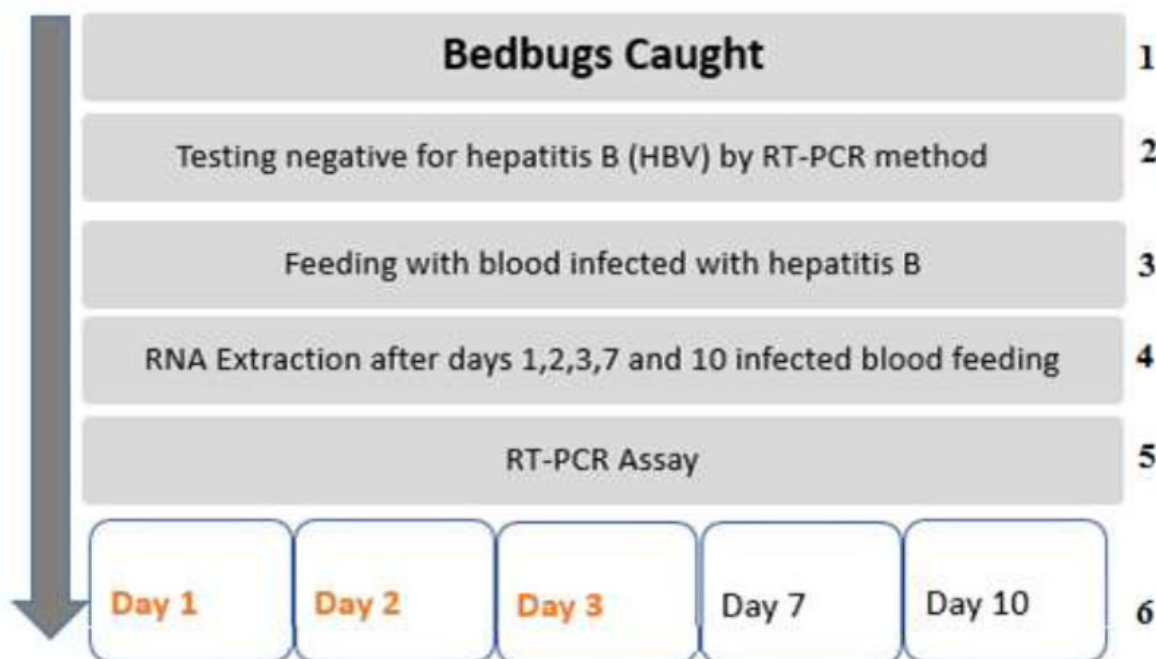 Bedbugs Caught 1
Testing negative for hepatitis B (HBV) by RT-PCR method 2
Feeding with blood infected with hepatitis B 3
RNA Extraction after days 1,2,3,7 and 10 infected blood feeding 4
RT-PCR Assay 5
Day 1 Day 2 Day 3 Day 7 Day 10 6